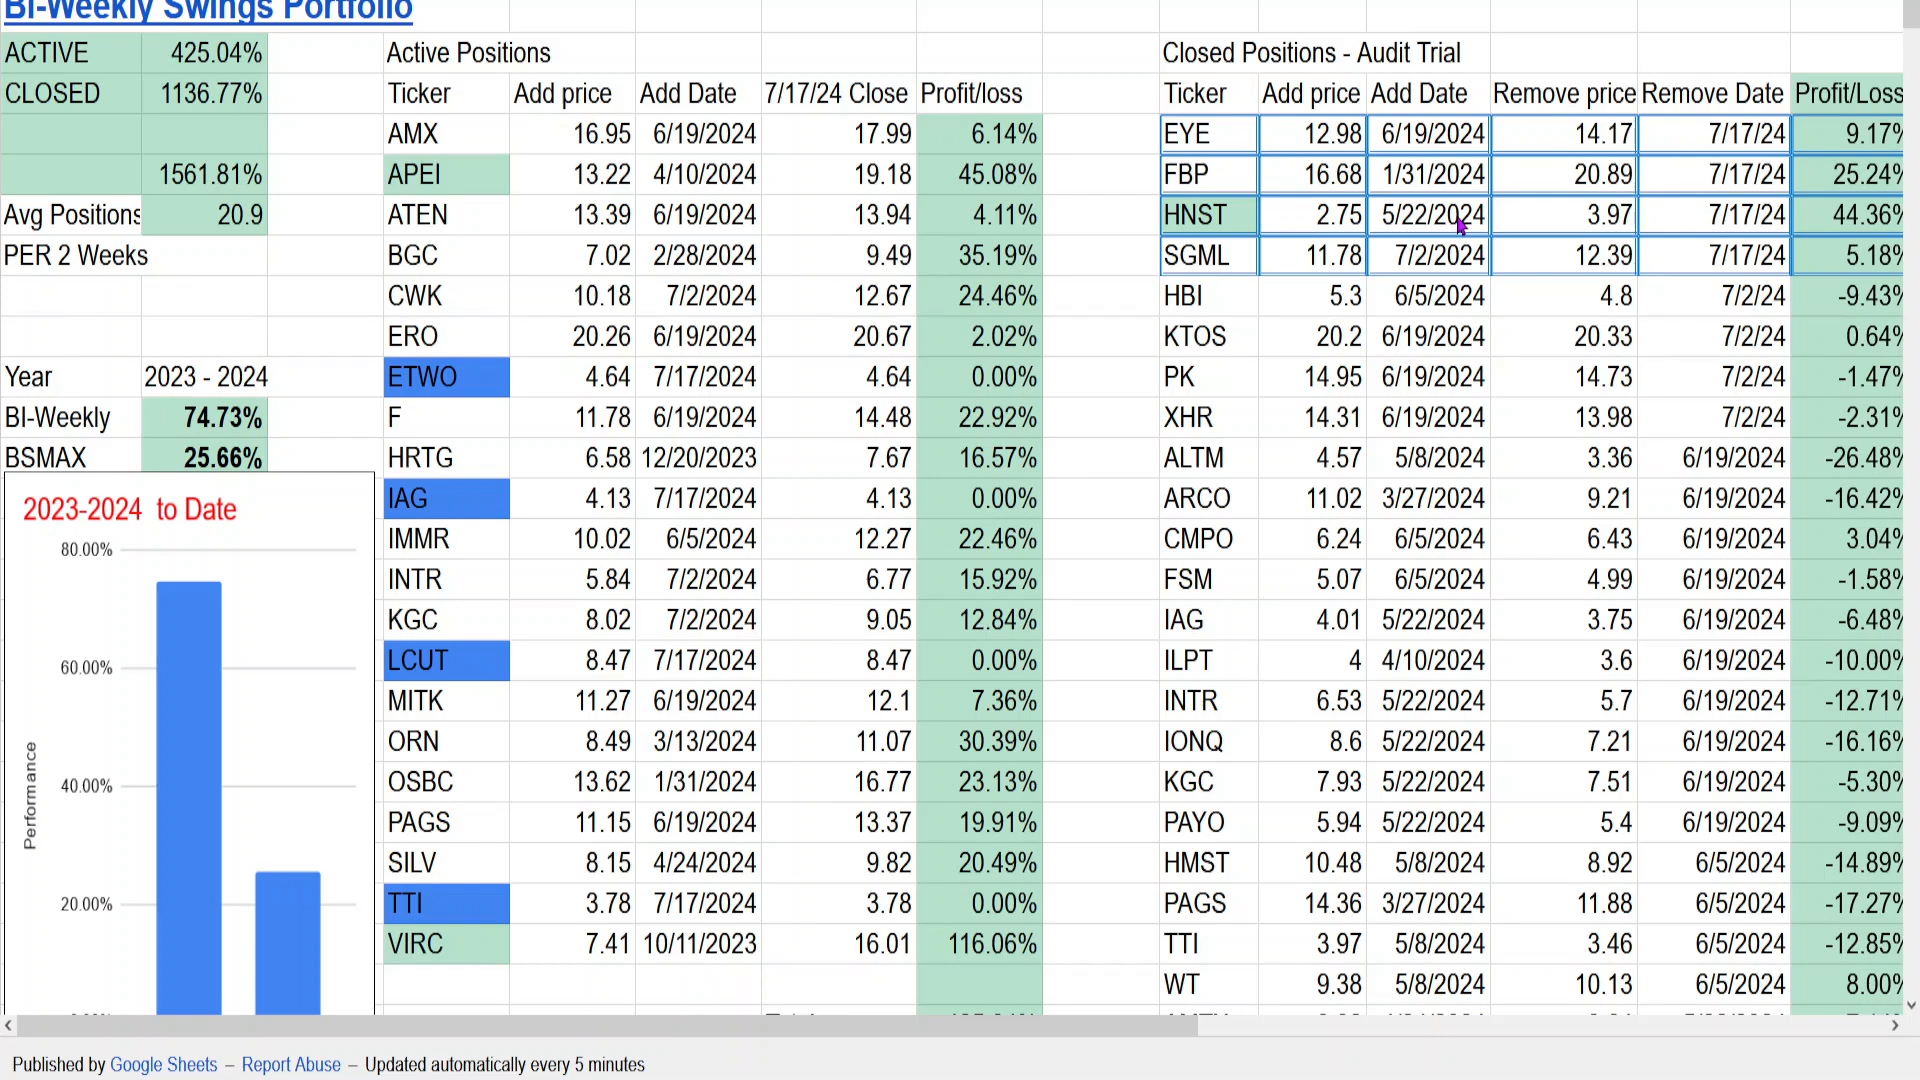 BI-Weekly Swings Portfolio
ACTIVE 425.04% Active Positions Closed Positions - Audit Trial
CLOSED 1136.77% Ticker Add price Add Date 7/17/24 Close Profit/loss Ticker Add price Add Date Remove price Remove Date Profit/Loss
AMX 16.95 6/19/2024 17.99 6.14% EYE 12.98 6/19/2024 14.17 7/17/24 9.17%
1561.81% APEI 13.22 4/10/2024 19.18 45.08% FBP 16.68 1/31/2024 20.89 7/17/24 25.24%
Avg Positions 20.9 ATEN 13.39 6/19/2024 13.94 4.11% HNST 2.75 5/22/2024 3.97 7/17/24 44.36%
PER 2 Weeks BGC 7.02 2/28/2024 9.49 35.19% SGML 11.78 7/2/2024 12.39 7/17/24 5.18%
CWK 10.18 7/2/2024 12.67 24.46% HBI 5.3 6/5/2024 4.8 7/2/24 -9.43%
ERO 20.26 6/19/2024 20.67 2.02% KTOS 20.2 6/19/2024 20.33 7/2/24 0.64%
Year 2023 - 2024 ETWO 4.64 7/17/2024 4.64 0.00% PK 14.95 6/19/2024 14.73 7/2/24 -1.47%
BI-Weekly 74.73% F 11.78 6/19/2024 14.48 22.92% XHR 14.31 6/19/2024 13.98 7/2/24 -2.31%
BSMAX 25.66% HRTG 6.58 12/20/2023 7.67 16.57% ALTM 4.57 5/8/2024 3.36 6/19/2024 -26.48%
2023-2024 to Date IAG 4.13 7/17/2024 4.13 0.00% ARCO 11.02 3/27/2024 9.21 6/19/2024 -16.42%
80.00% IMMR 10.02 6/5/2024 12.27 22.46% CMPO 6.24 6/5/2024 6.43 6/19/2024 3.04%
INTR 5.84 7/2/2024 6.77 15.92% FSM 5.07 6/5/2024 4.99 6/19/2024 -1.58%
KGC 8.02 7/2/2024 9.05 12.84% IAG 4.01 5/22/2024 3.75 6/19/2024 -6.48%
60.00% LCUT 8.47 7/17/2024 8.47 0.00% ILPT 4 4/10/2024 3.6 6/19/2024 -10.00%
MITK 11.27 6/19/2024 12.1 7.36% INTR 6.53 5/22/2024 5.7 6/19/2024 -12.71%
ORN 8.49 3/13/2024 11.07 30.39% IONQ 8.6 5/22/2024 7.21 6/19/2024 -16.16%
40.00% OSBC 13.62 1/31/2024 16.77 23.13% KGC 7.93 5/22/2024 7.51 6/19/2024 -5.30%
Performance
PAGS 11.15 6/19/2024 13.37 19.91% PAYO 5.94 5/22/2024 5.4 6/19/2024 -9.09%
SILV 8.15 4/24/2024 9.82 20.49% HMST 10.48 5/8/2024 8.92 6/5/2024 -14.89%
20.00% TTI 3.78 7/17/2024 3.78 0.00% PAGS 14.36 3/27/2024 11.88 6/5/2024 -17.27%
VIRC 7.41 10/11/2023 16.01 116.06% TTI 3.97 5/8/2024 3.46 6/5/2024 -12.85%
WT 9.38 5/8/2024 10.13 6/5/2024 8.00%
Published by Google Sheets – Report Abuse – Updated automatically every 5 minutes